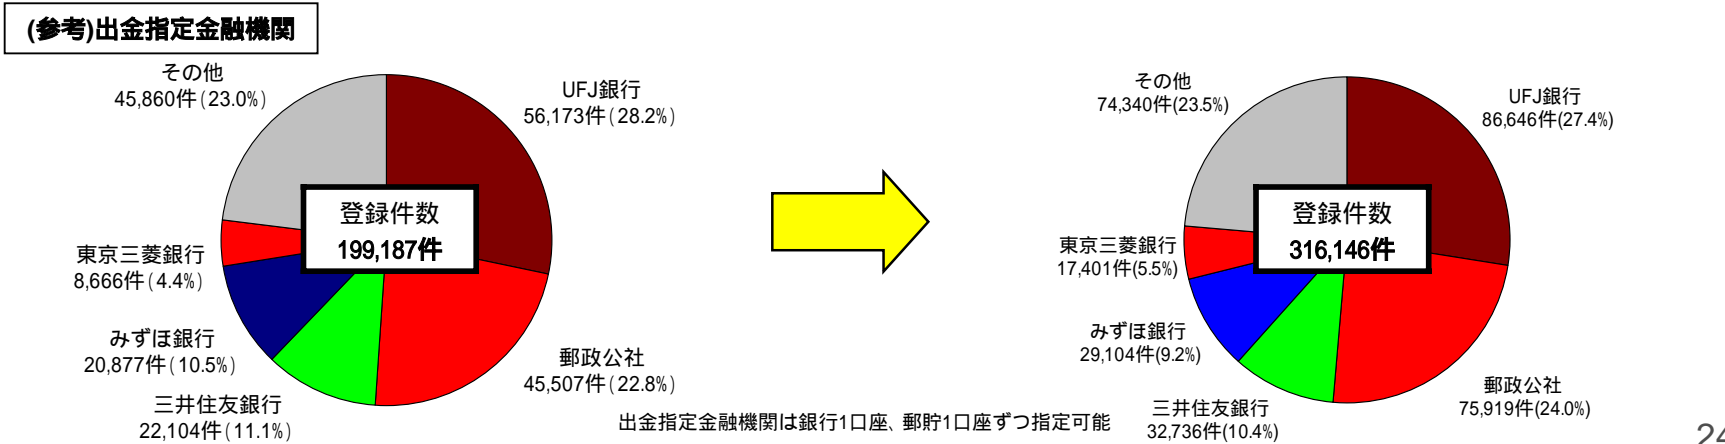 (参考)出金指定金融機関
その他
45,860件(23.0%)
UFJ銀行
56,173件(28.2%)
登録件数
199,187件
東京三菱銀行
8,666件(4.4%)
みずほ銀行
20,877件(10.5%)
三井住友銀行
22,104件(11.1%)
郵政公社
45,507件(22.8%)
その他
74,340件(23.5%)
UFJ銀行
86,646件(27.4%)
登録件数
316,146件
東京三菱銀行
17,401件(5.5%)
みずほ銀行
29,104件(9.2%)
三井住友銀行
32,736件(10.4%)
郵政公社
75,919件(24.0%)
出金指定金融機関は銀行1口座、郵貯1口座ずつ指定可能